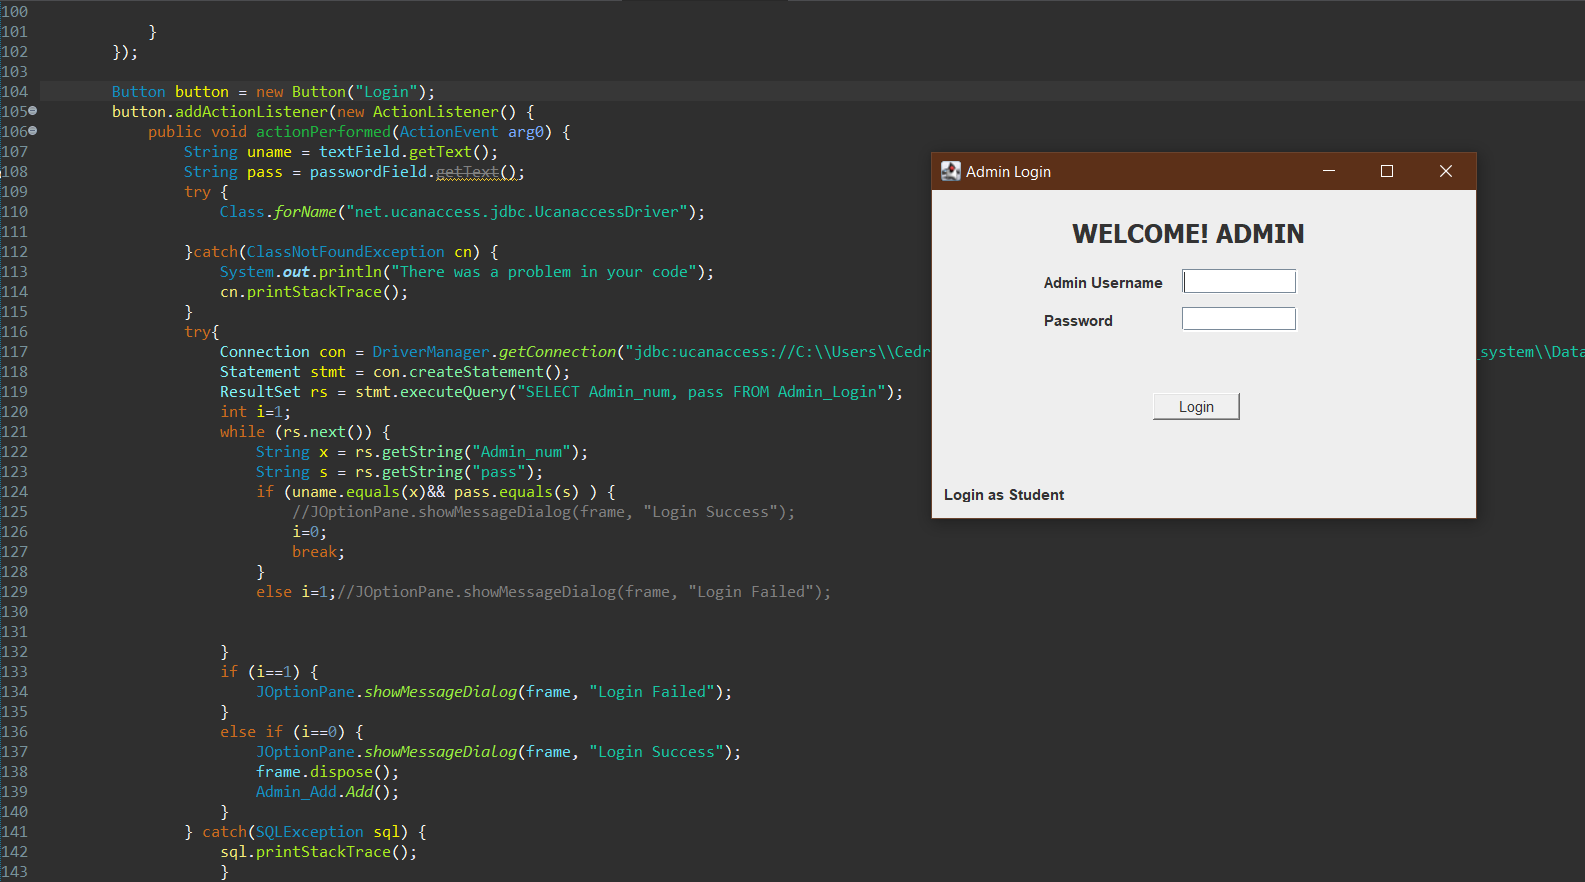 100
101 }
102 });
103
104 Button button = new Button("Login");
105 button.addActionListener(new ActionListener() {
106 public void actionPerformed(ActionEvent arg0) {
107 String uname = textField.getText();
108 String pass = passwordField.getText();
109 try {
110 Class.forName("net.ucanaccess.jdbc.UcanaccessDriver");
111
112 }catch(ClassNotFoundException cn) {
113 System.out.println("There was a problem in your code");
114 cn.printStackTrace();
115 }
116 try{
117 Connection con = DriverManager.getConnection("jdbc:ucanaccess://C:\\Users\\Cedr _system\\Data
118 Statement stmt = con.createStatement();
119 ResultSet rs = stmt.executeQuery("SELECT Admin_num, pass FROM Admin_Login");
120 int i=1;
121 while (rs.next()) {
122 String x = rs.getString("Admin_num");
123 String s = rs.getString("pass");
124 if (uname.equals(x)&& pass.equals(s) ) {
125 //JOptionPane.showMessageDialog(frame, "Login Success");
126 i=0;
127 break;
128 }
129 else i=1;//JOptionPane.showMessageDialog(frame, "Login Failed");
130
131
132 }
133 if (i==1) {
134 JOptionPane.showMessageDialog(frame, "Login Failed");
135 }
136 else if (i==0) {
137 JOptionPane.showMessageDialog(frame, "Login Success");
138 frame.dispose();
139 Admin_Add.Add();
140 }
141 } catch(SQLException sql) {
142 sql.printStackTrace();
143 }
Admin Login
WELCOME! ADMIN
Admin Username
Password
Login
Login as Student